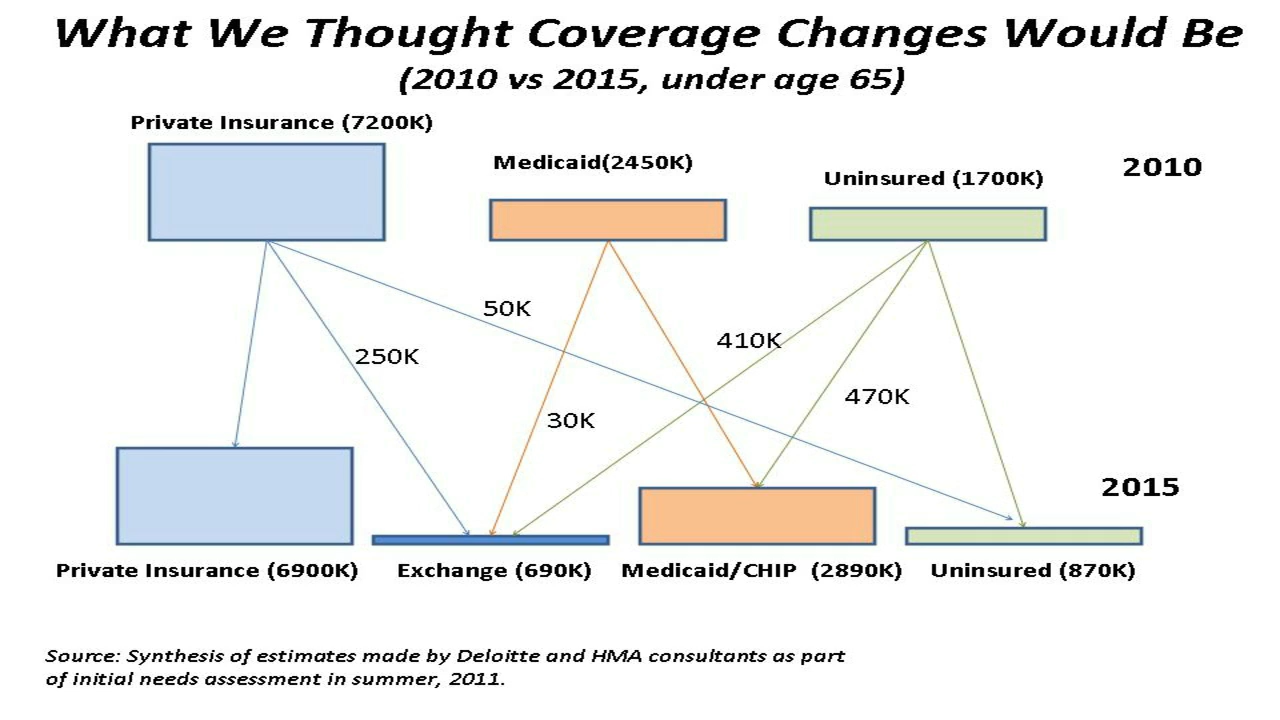 What We Thought Coverage Changes Would Be
(2010 vs 2015, under age 65)
Private Insurance (7200K)
Medicaid(2450K)
Uninsured (1700K)
2010
50K
250K
410K
30K
470K
2015
Private Insurance (6900K)
Exchange (690K)
Medicaid/CHIP (2890K)
Uninsured (870K)
Source: Synthesis of estimates made by Deloitte and HMA consultants as part
of initial needs assessment in summer, 2011.